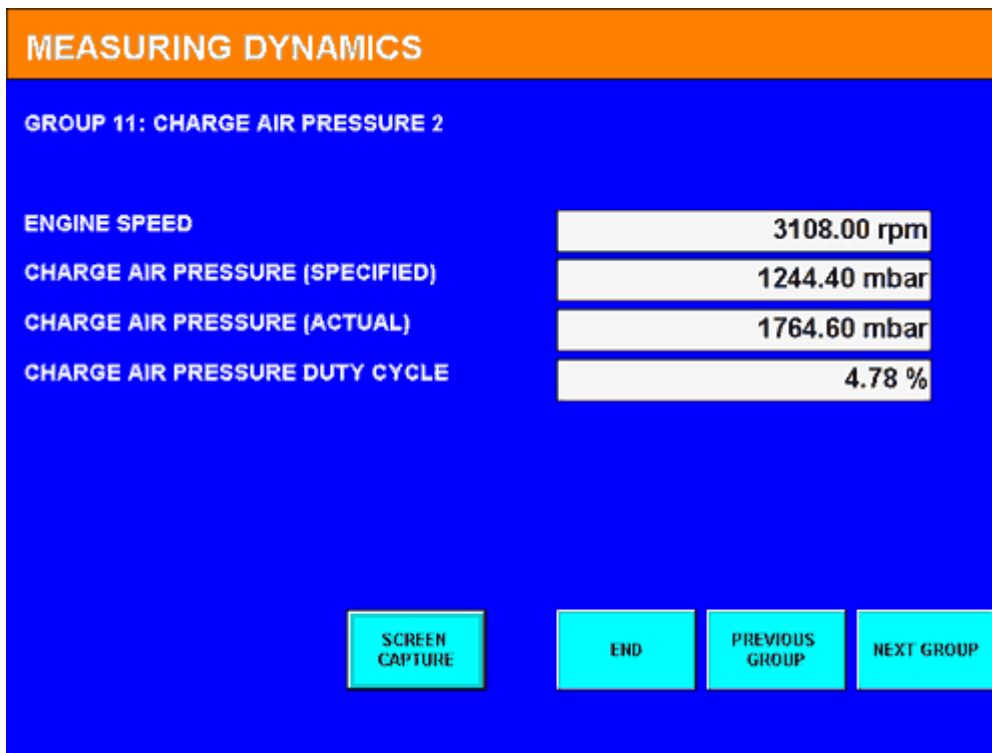 MEASURING DYNAMICS
GROUP 11: CHARGE AIR PRESSURE 2
ENGINE SPEED 3108.00 rpm
CHARGE AIR PRESSURE (SPECIFIED) 1244.40 mbar
CHARGE AIR PRESSURE (ACTUAL) 1764.60 mbar
CHARGE AIR PRESSURE DUTY CYCLE 4.78 %
SCREEN CAPTURE
END
PREVIOUS GROUP
NEXT GROUP